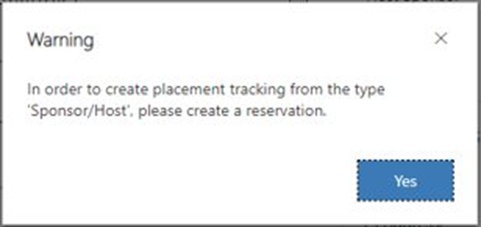 Warning
In order to create placement tracking from the type
'Sponsor/Host', please create a reservation.
Yes